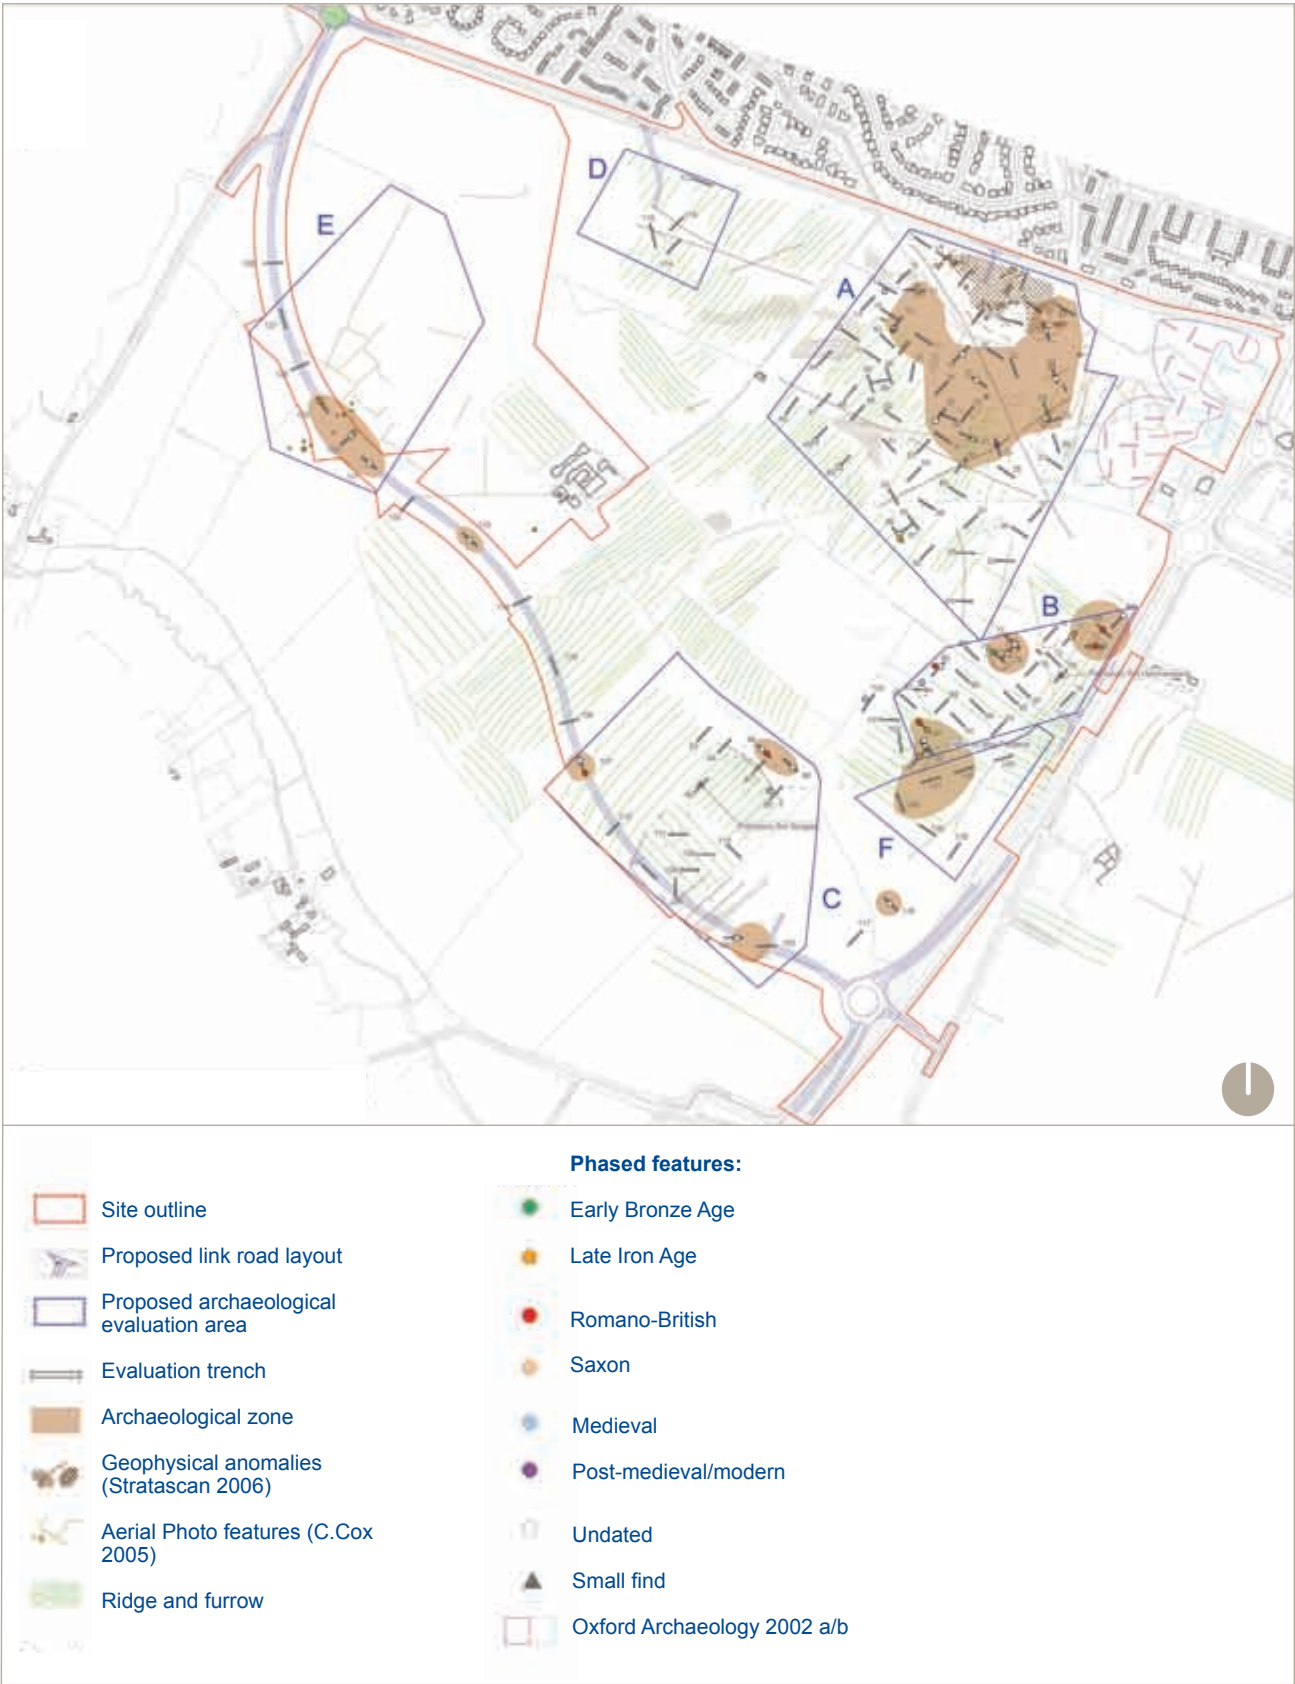 D
E
A
B
F
C
Phased features:
Site outline
Proposed link road layout
Proposed archaeological
evaluation area
Evaluation trench
Archaeological zone
Geophysical anomalies
(Stratascan 2006)
Aerial Photo features (C.Cox
2005)
Ridge and furrow
Early Bronze Age
Late Iron Age
Romano-British
Saxon
Medieval
Post-medieval/modern
Undated
Small find
Oxford Archaeology 2002 a/b